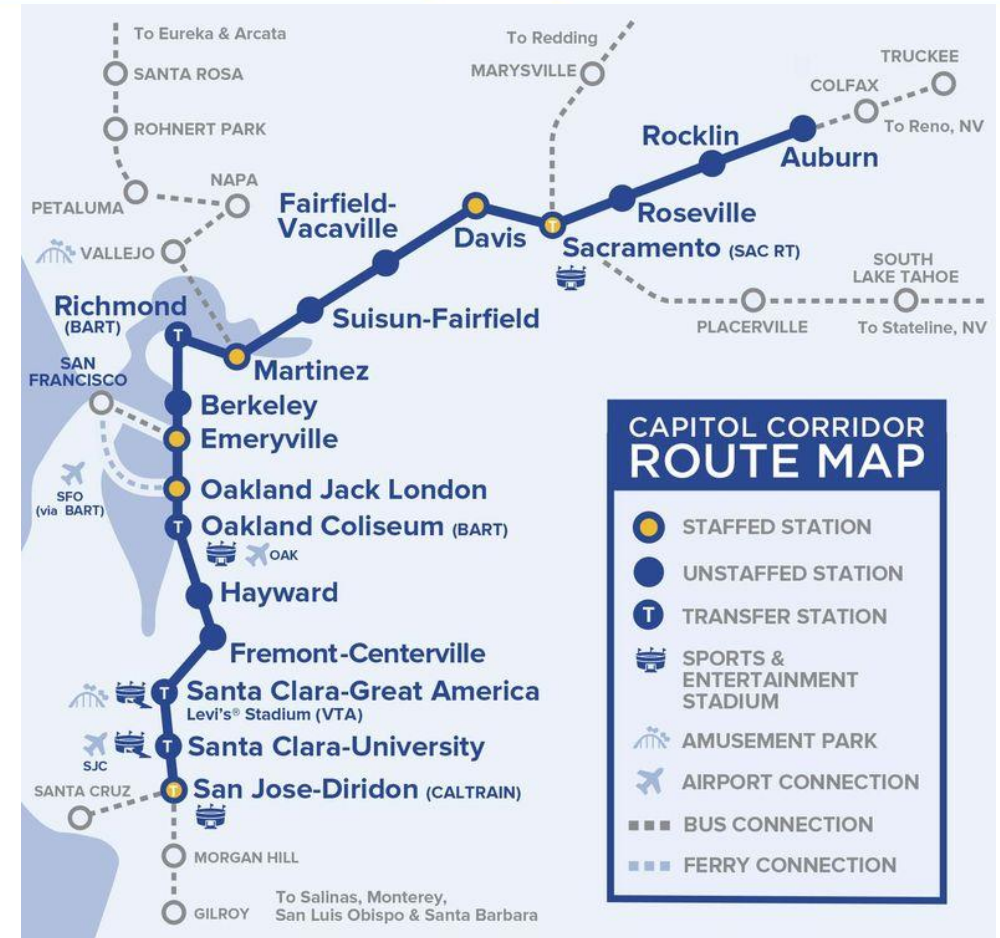 To Eureka & Arcata
SANTA ROSA
ROHNERT PARK
PETALUMA
NAPA
VALLEJO
To Redding
MARYSVILLE
TRUCKEE
COLFAX
To Reno, NV
Rocklin
Auburn
Roseville
Fairfield-
Vacaville
Davis
T
Sacramento (SAC RT)
SOUTH
LAKE TAHOE
PLACERVILLE
To Stateline, NV
Richmond
(BART)
T
Suisun-Fairfield
Martinez
SAN
FRANCISCO
Berkeley
Emeryville
SFO
(via BART)
Oakland Jack London
T
Oakland Coliseum (BART)
OAK
Hayward
Fremont-Centerville
T
Santa Clara-Great America
Levi's® Stadium (VTA)
T
Santa Clara-University
SJC
SANTA CRUZ
T
San Jose-Diridon (CALTRAIN)
MORGAN HILL
GILROY
To Salinas, Monterey,
San Luis Obispo & Santa Barbara
CAPITOL CORRIDOR
ROUTE MAP
STAFFED STATION
UNSTAFFED STATION
T TRANSFER STATION
SPORTS &
ENTERTAINMENT
STADIUM
AMUSEMENT PARK
AIRPORT CONNECTION
BUS CONNECTION
FERRY CONNECTION